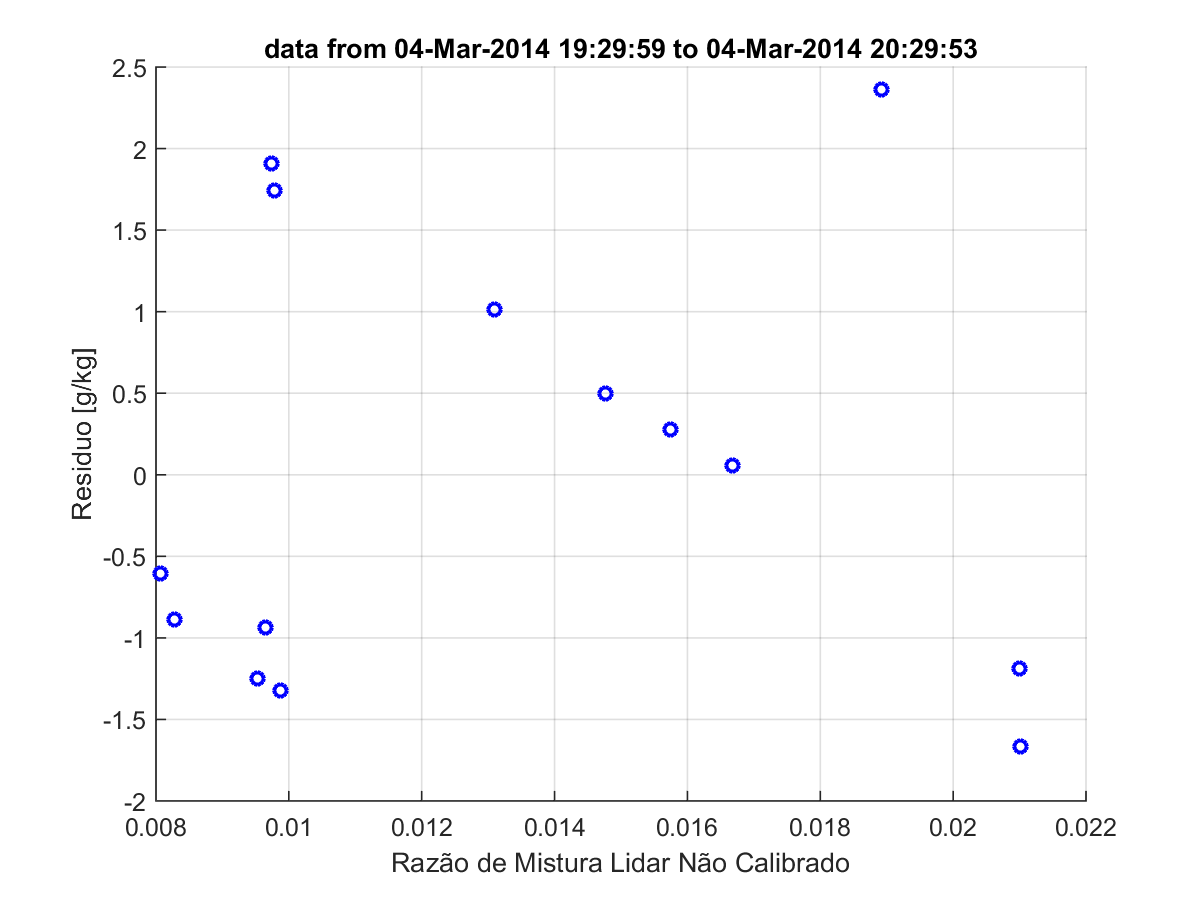 data from 04-Mar-2014 19:29:59 to 04-Mar-2014 20:29:53
2.5
2
1.5
1
0.5
0
-0.5
-1
-1.5
-2
Residuo [g/kg]
0.008 0.01 0.012 0.014 0.016 0.018 0.02 0.022
Razão de Mistura Lidar Não Calibrado